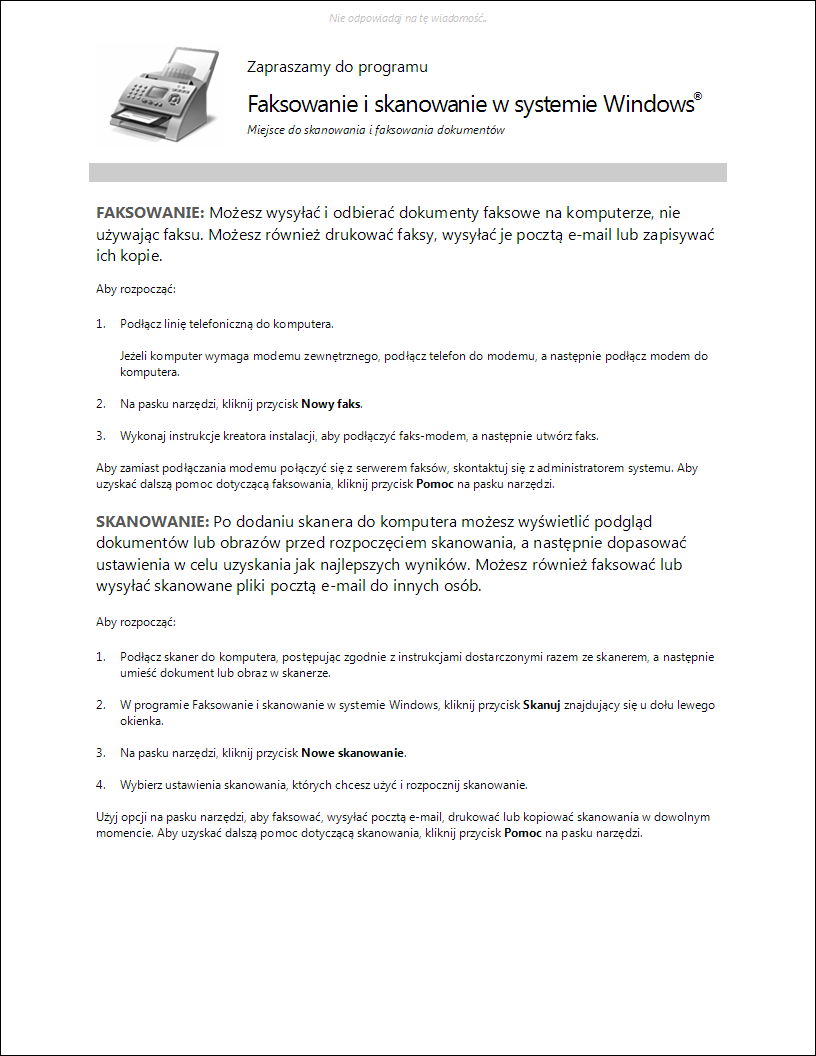 Nie odpowiadaj na tę wiadomość..
Zapraszamy do programu
Faksowanie i skanowanie w systemie Windows®
Miejsce do skanowania i faksowania dokumentów
FAKSOWANIE: Możesz wysyłać i odbierać dokumenty faksowe na komputerze, nie
używając faksu. Możesz również drukować faksy, wysyłać je pocztą e-mail lub zapisywać
ich kopie.
Aby rozpocząć:
1. Podłącz linię telefoniczną do komputera.
Jeżeli komputer wymaga modemu zewnętrznego, podłącz telefon do modemu, a następnie podłącz modem do
komputera.
2. Na pasku narzędzi, kliknij przycisk Nowy faks.
3. Wykonaj instrukcje kreatora instalacji, aby podłączyć faks-modem, a następnie utwórz faks.
Aby zamiast podłączania modemu połączyć się z serwerem faksów, skontaktuj się z administratorem systemu. Aby
uzyskać dalszą pomoc dotyczącą faksowania, kliknij przycisk Pomoc na pasku narzędzi.
SKANOWANIE: Po dodaniu skanera do komputera możesz wyświetlić podgląd
dokumentów lub obrazów przed rozpoczęciem skanowania, a następnie dopasować
ustawienia w celu uzyskania jak najlepszych wyników. Możesz również faksować lub
wysyłać skanowane pliki pocztą e-mail do innych osób.
Aby rozpocząć:
1. Podłącz skaner do komputera, postępując zgodnie z instrukcjami dostarczonymi razem ze skanerem, a następnie
umieść dokument lub obraz w skanerze.
2. W programie Faksowanie i skanowanie w systemie Windows, kliknij przycisk Skanuj znajdujący się u dołu lewego
okienka.
3. Na pasku narzędzi, kliknij przycisk Nowe skanowanie.
4. Wybierz ustawienia skanowania, których chcesz użyć i rozpocznij skanowanie.
Użyj opcji na pasku narzędzi, aby faksować, wysyłać pocztą e-mail, drukować lub kopiować skanowania w dowolnym
momencie. Aby uzyskać dalszą pomoc dotyczącą skanowania, kliknij przycisk Pomoc na pasku narzędzi.